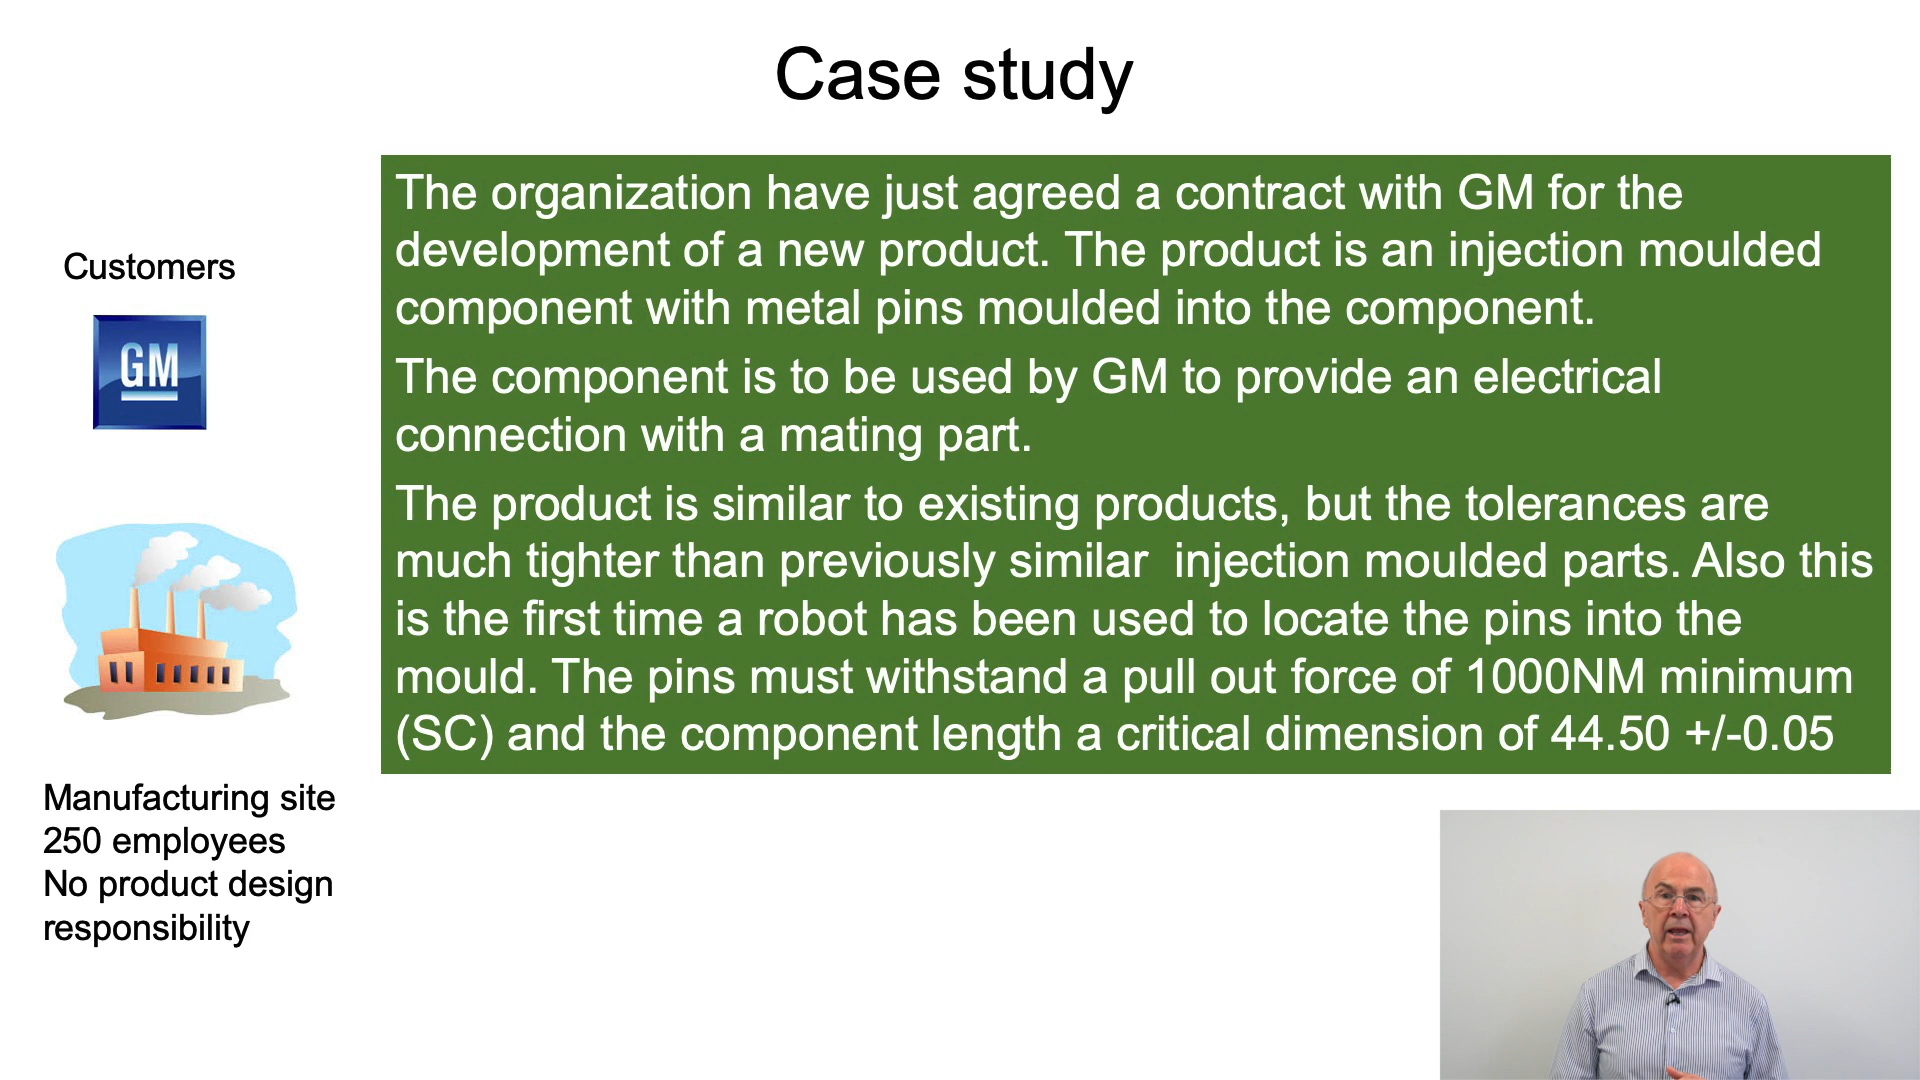 Case study
Customers
GM
Manufacturing site
250 employees
No product design
responsibility
The organization have just agreed a contract with GM for the
development of a new product. The product is an injection moulded
component with metal pins moulded into the component.
The component is to be used by GM to provide an electrical
connection with a mating part.
The product is similar to existing products, but the tolerances are
much tighter than previously similar  injection moulded parts. Also this
is the first time a robot has been used to locate the pins into the
mould. The pins must withstand a pull out force of 1000NM minimum
(SC) and the component length a critical dimension of 44.50 +/-0.05